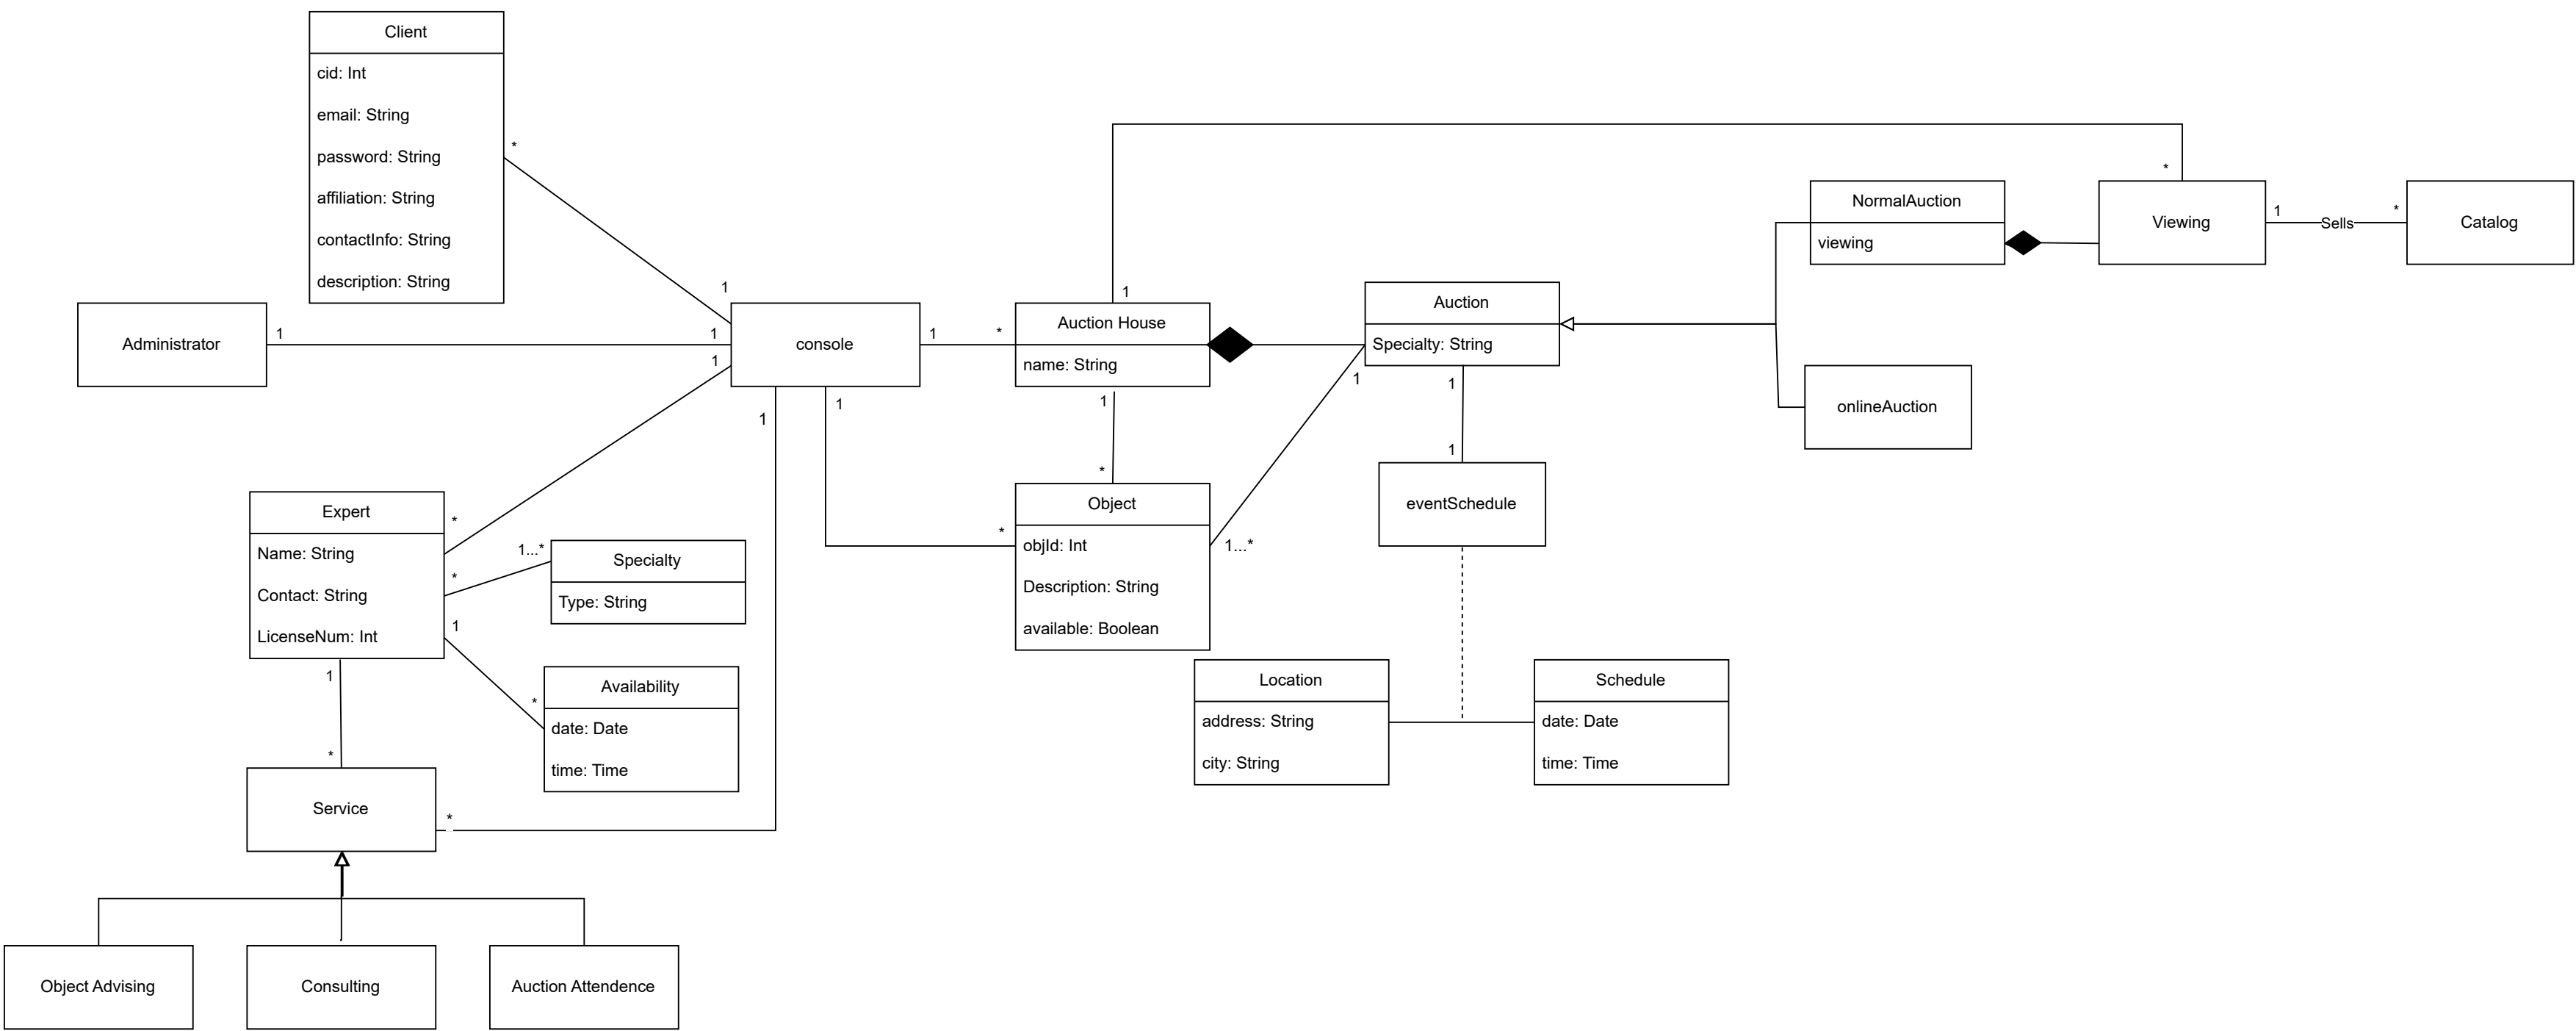 Client
cid: Int
email: String
password: String
affiliation: String
contactInfo: String
description: String
*
1
Administrator
1
1
1
console
1
*
1
1
Auction House
name: String
1
1
*
Auction
Specialty: String
1
1
1
NormalAuction
viewing
*
Viewing
1
Sells
*
Catalog
onlineAuction
eventSchedule
Object
objId: Int
Description: String
available: Boolean
*
1...*
Expert
Name: String
Contact: String
LicenseNum: Int
*
*
1...*
Specialty
Type: String
1
*
Availability
date: Date
time: Time
Location
address: String
city: String
Schedule
date: Date
time: Time
1
*
Service
*
Object Advising
Consulting
Auction Attendence